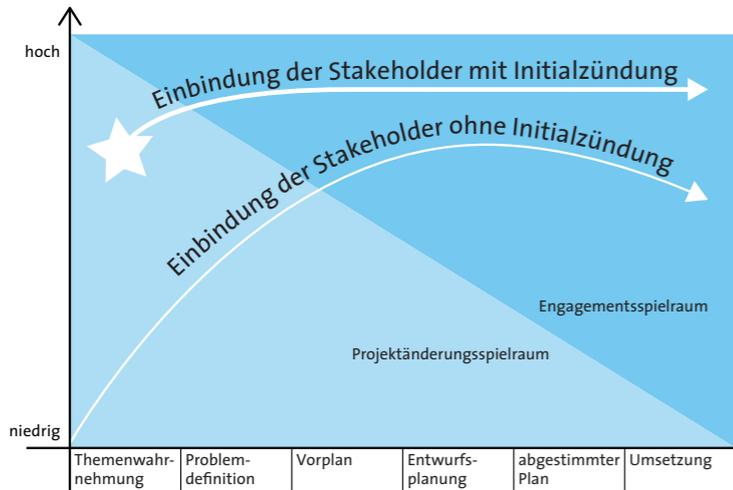 hoch
Einbindung der Stakeholder mit Initialzündung
Einbindung der Stakeholder ohne Initialzündung
Engagementsspielraum
Projektänderungsspielraum
niedrig
Themenwahr-
nehmung
Problem-
definition
Vorplan
Entwurfs-
planung
abgestimmter
Plan
Umsetzung